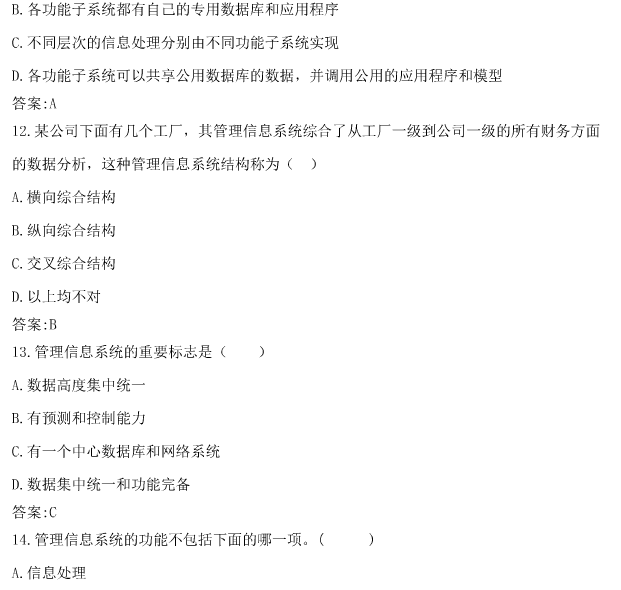 B.各功能子系统都有自己的专用数据库和应用程序
C.不同层次的信息处理分别由不同功能子系统实现
D.各功能子系统可以共享公用数据库的数据，并调用公用的应用程序和模型
答案:A
12.某公司下面有几个工厂，其管理信息系统综合了从工厂一级到公司一级的所有财务方面
的数据分析，这种管理信息系统结构称为（　）
A.横向综合结构
B.纵向综合结构
C.交叉综合结构
D.以上均不对
答案:B
13.管理信息系统的重要标志是（　　）
A.数据高度集中统一
B.有预测和控制能力
C.有一个中心数据库和网络系统
D.数据集中统一和功能完备
答案:C
14.管理信息系统的功能不包括下面的哪一项。(　　　)
A.信息处理